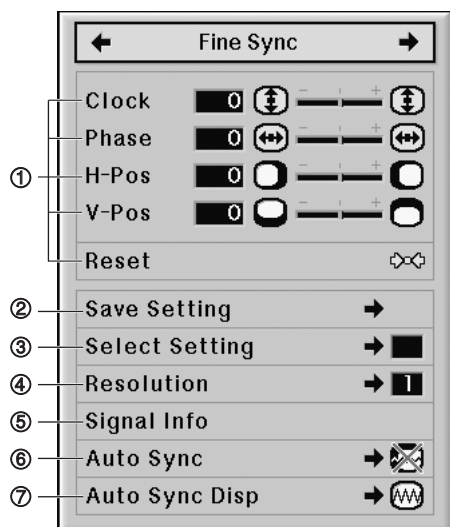 Fine Sync
Clock 0 - +
Phase 0 - +
① H-Pos 0 - +
V-Pos 0 - +
Reset
② Save Setting
③ Select Setting
④ Resolution 1
⑤ Signal Info
⑥ Auto Sync
⑦ Auto Sync Disp